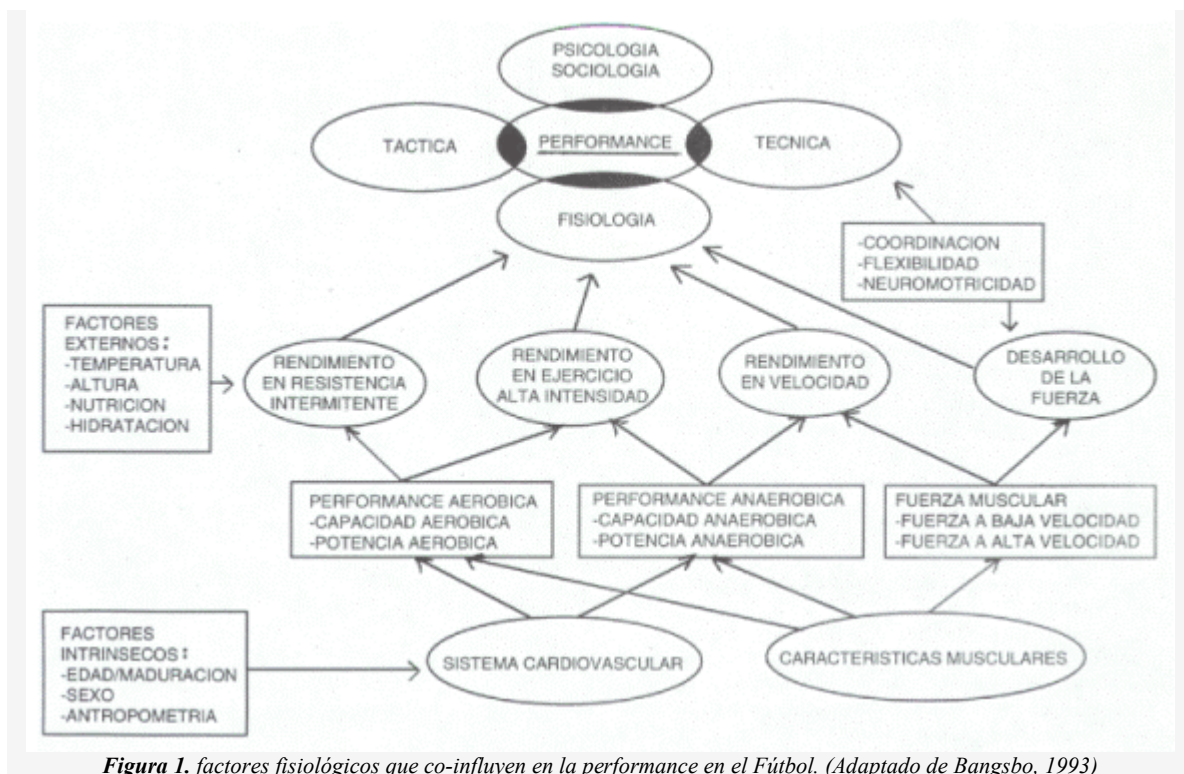 PSICOLOGIA
SOCIOLOGIA
TACTICA
PERFORMANCE
TECNICA
FISIOLOGIA
-COORDINACION
-FLEXIBILIDAD
-NEUROMOTRICIDAD
FACTORES
EXTERNOS:
-TEMPERATURA
-ALTURA
-NUTRICION
-HIDRATACION
RENDIMIENTO
EN RESISTENCIA
INTERMITENTE
RENDIMIENTO
EN EJERCICIO
ALTA INTENSIDAD
RENDIMIENTO
EN VELOCIDAD
DESARROLLO
DE LA
FUERZA
PERFORMANCE AEROBICA
-CAPACIDAD AEROBICA
-POTENCIA AEROBICA
PERFORMANCE ANAEROBICA
-CAPACIDAD ANAEROBICA
-POTENCIA ANAEROBICA
FUERZA MUSCULAR
-FUERZA A BAJA VELOCIDAD
-FUERZA A ALTA VELOCIDAD
FACTORES
INTRINSECOS:
-EDAD/MADURACION
-SEXO
-ANTROPOMETRIA
SISTEMA CARDIOVASCULAR
CARACTERISTICAS MUSCULARES
Figura 1. factores fisiológicos que co-influyen en la performance en el Fútbol. (Adaptado de Bangsbo, 1993)